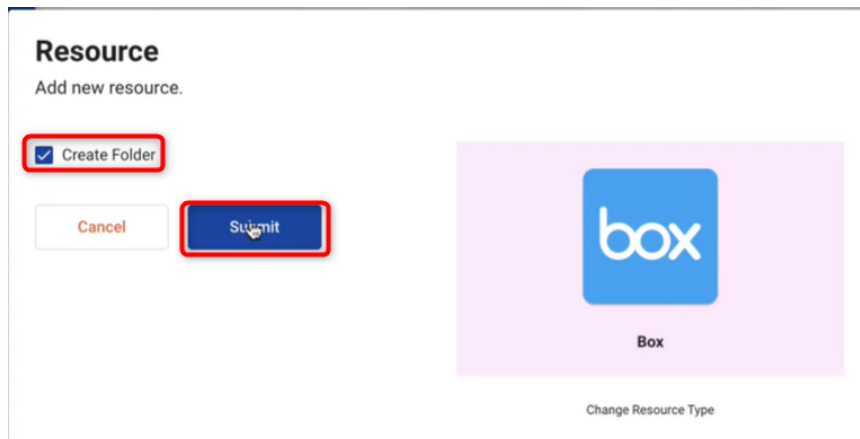 Resource
Add new resource.
Create Folder
Cancel
Submit
box
Box
Change Resource Type